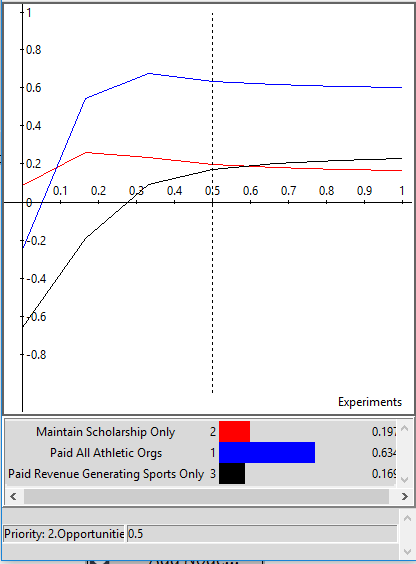 1
0.8
0.6
0.4
0.2
0.1 0.2 0.3 0.4 0.5 0.6 0.7 0.8 0.9 1
0
-0.2
-0.4
-0.6
-0.8
Experiments
Maintain Scholarship Only 2 0.197
Paid All Athletic Orgs 1 0.634
Paid Revenue Generating Sports Only 3 0.169
Priority: 2.Opportunitie 0.5